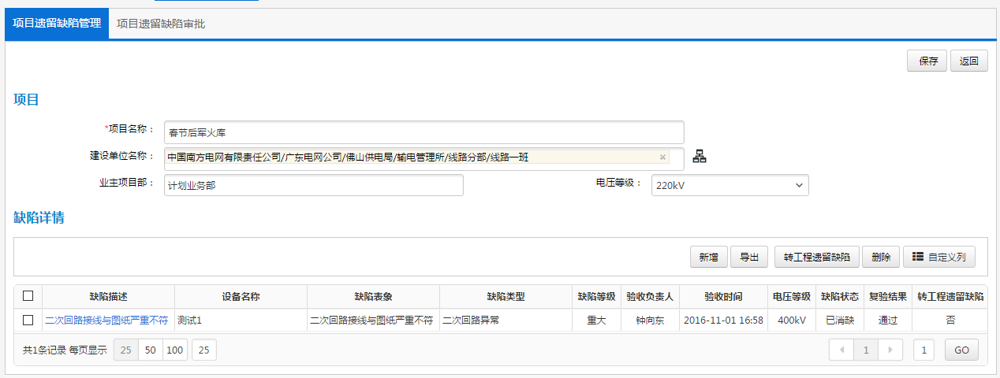 项目遗留缺陷管理 项目遗留缺陷审批
保存 返回
项目
*项目名称： 春节后军火库
建设单位名称： 中国南方电网有限责任公司/广东电网公司/佛山供电局/输电管理所/线路分部/线路一班
业主项目部： 计划业务部 电压等级： 220kV
缺陷详情
新增 导出 转工程遗留缺陷 删除 自定义列
缺陷描述 设备名称 缺陷表象 缺陷类型 缺陷等级 验收负责人 验收时间 电压等级 缺陷状态 复验结果 转工程遗留缺陷
二次回路接线与图纸严重不符 测试1 二次回路接线与图纸严重不符 二次回路异常 重大 钟向东 2016-11-01 16:58 400kV 已消缺 通过 否
共1条记录 每页显示 25 50 100 25 1 1 GO